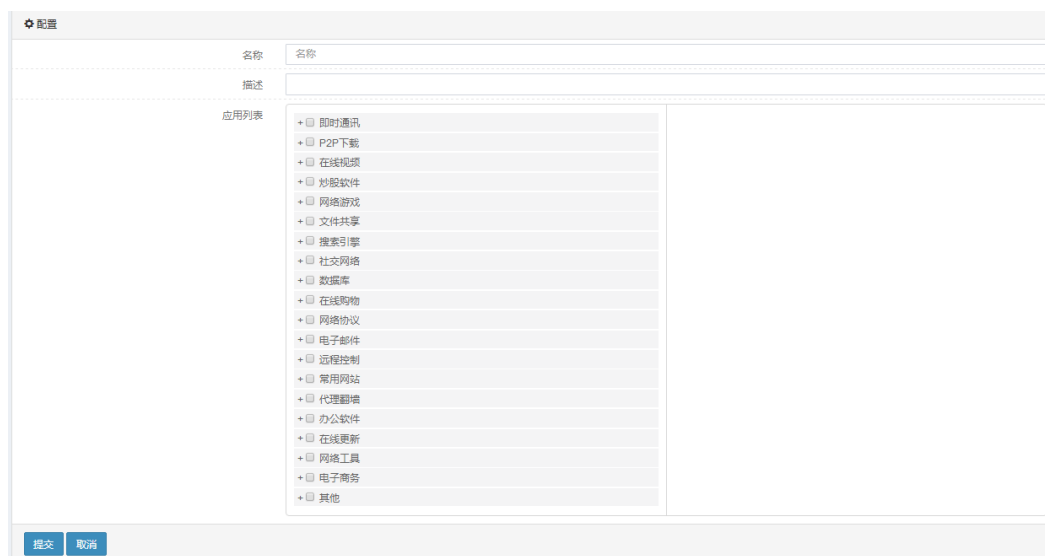 配置
名称 名称
描述
应用列表
+ 即时通讯
+ P2P下载
+ 在线视频
+ 炒股软件
+ 网络游戏
+ 文件共享
+ 搜索引擎
+ 社交网络
+ 数据库
+ 在线购物
+ 网络协议
+ 电子邮件
+ 远程控制
+ 常用网站
+ 代理翻墙
+ 办公软件
+ 在线更新
+ 网络工具
+ 电子商务
+ 其他
提交 取消